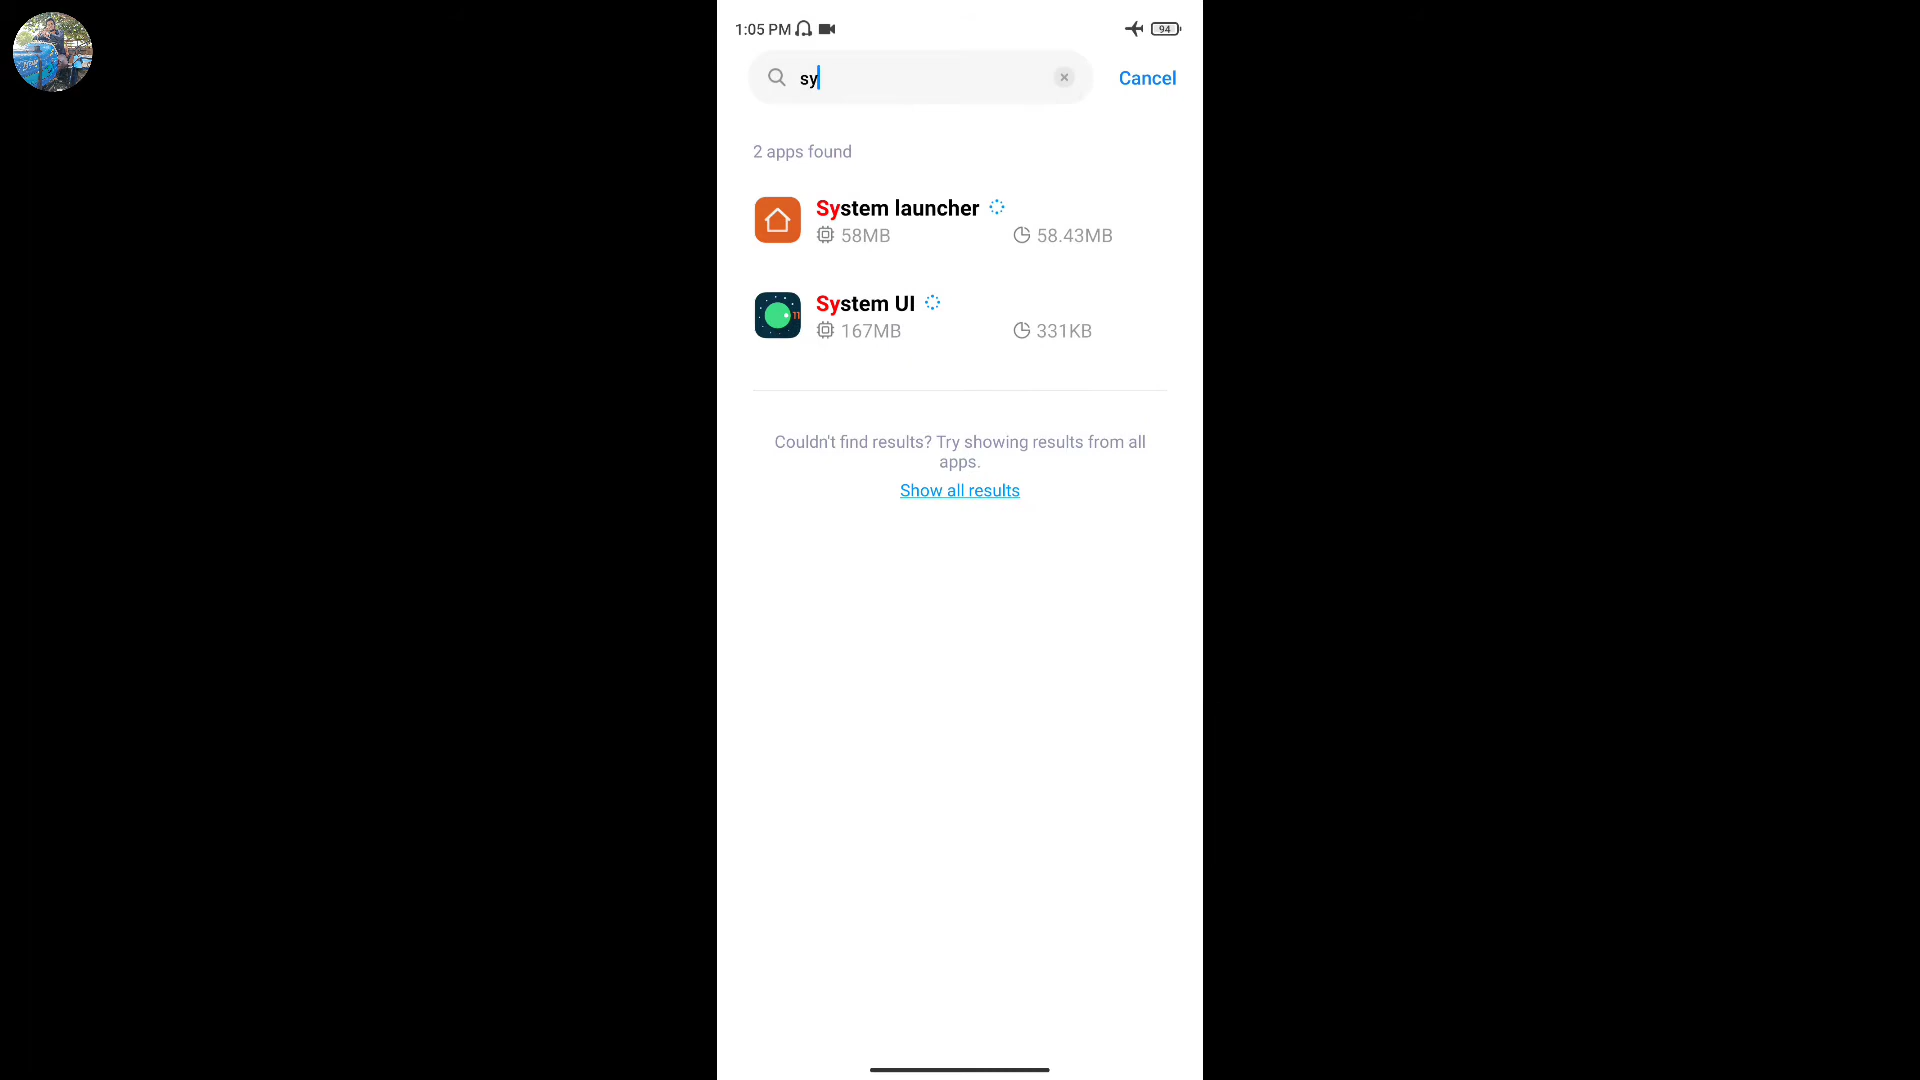 1:05 PM
94
sy
Cancel
2 apps found
System launcher
58MB
58.43MB
11
System UI
167MB
331KB
Couldn't find results? Try showing results from all
apps.
Show all results